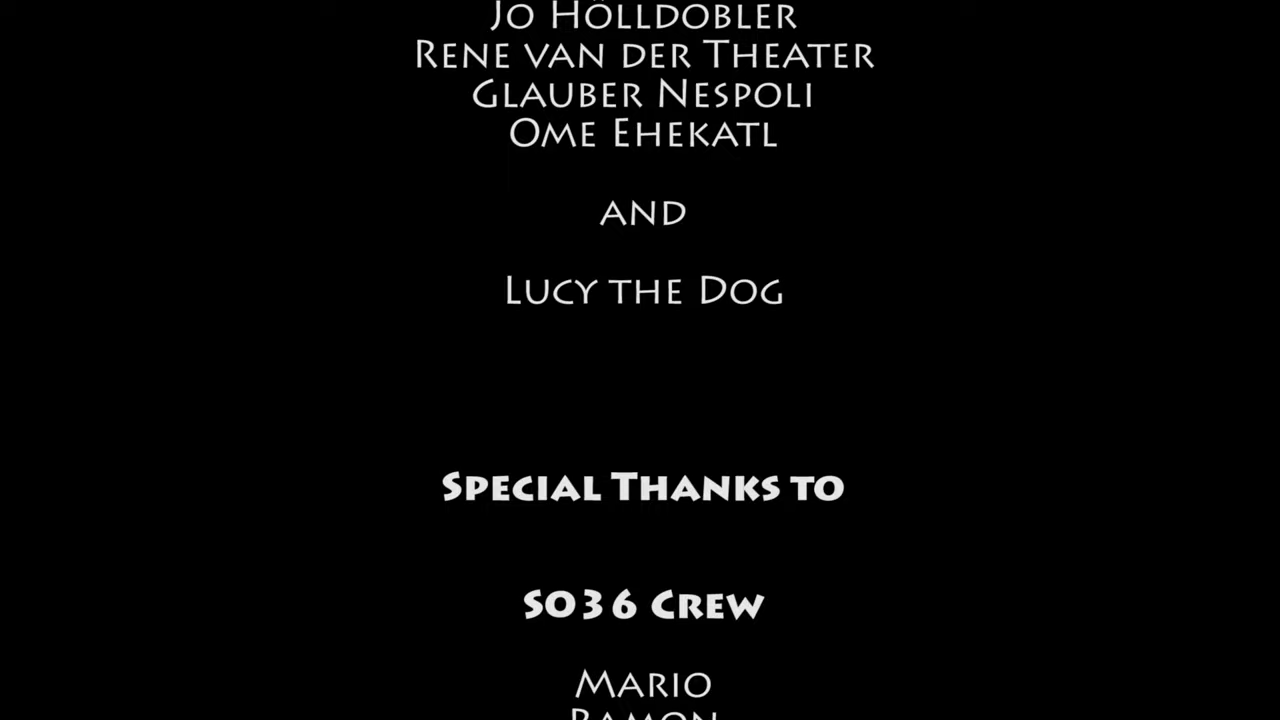 Jo Hölldobler
Rene van der Theater
Glauber Nespoli
Ome Ehekatl
and
Lucy the Dog
Special Thanks to
SO36 Crew
Mario
Ramon